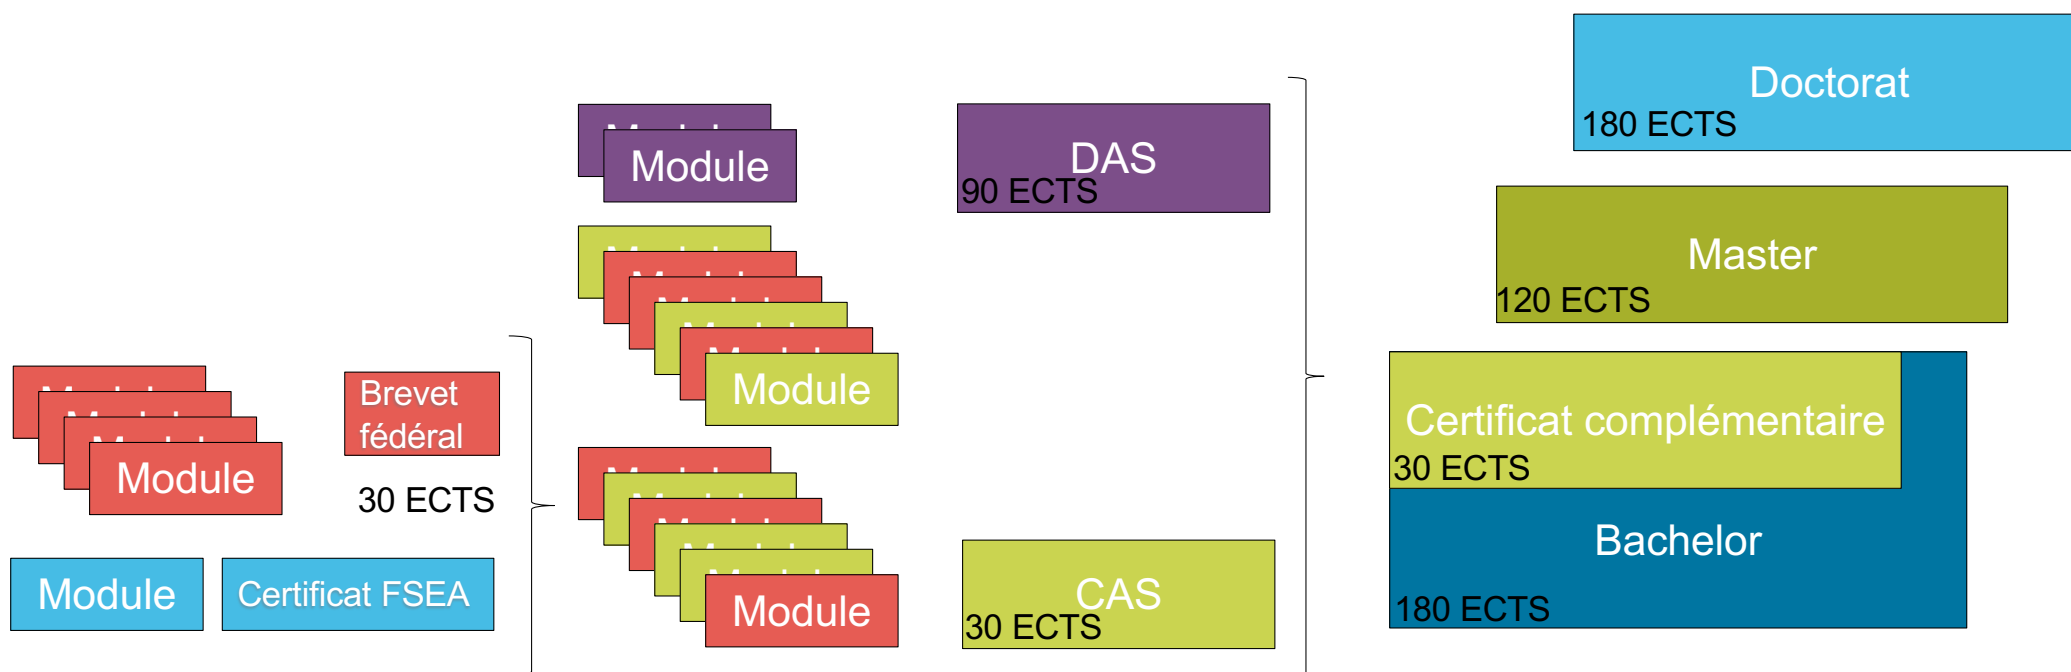 Module
Brevet
fédéral
30 ECTS
Module
Certificat FSEA
Module
Module
Module
DAS
90 ECTS
CAS
30 ECTS
Doctorat
180 ECTS
Master
120 ECTS
Certificat complémentaire
30 ECTS
Bachelor
180 ECTS